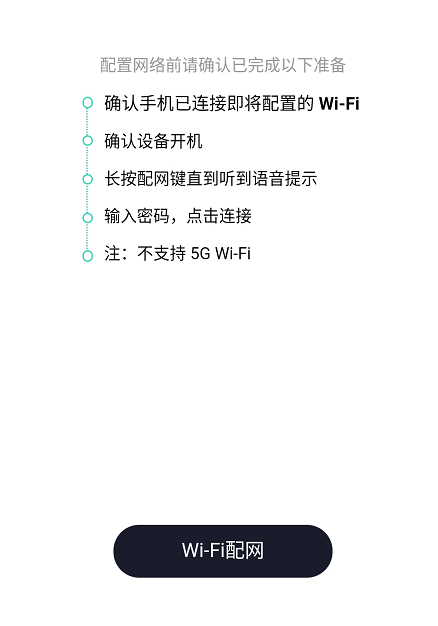 配置网络前请确认已完成以下准备
确认手机已连接即将配置的 Wi-Fi
确认设备开机
长按配网键直到听到语音提示
输入密码，点击连接
注：不支持 5G Wi-Fi
Wi-Fi配网